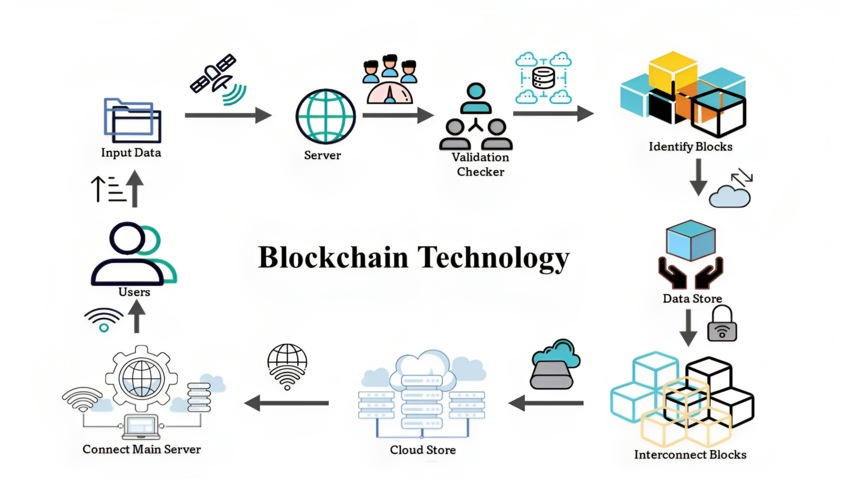 Input Data
Server
Validation
Checker
Identify Blocks
Users
Blockchain Technology
Data Store
Connect Main Server
Cloud Store
Interconnect Blocks